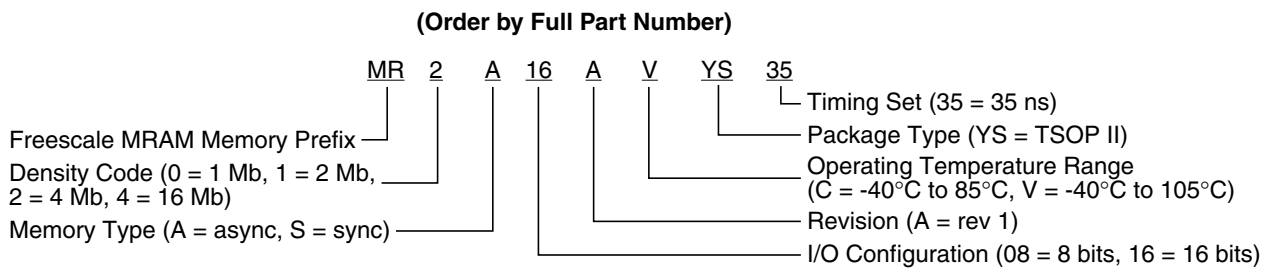 (Order by Full Part Number)
MR 2 A 16 A V YS 35
Timing Set (35 = 35 ns)
Freescale MRAM Memory Prefix
Package Type (YS = TSOP II)
Density Code (0 = 1 Mb, 1 = 2 Mb,
2 = 4 Mb, 4 = 16 Mb)
Operating Temperature Range
(C = -40°C to 85°C, V = -40°C to 105°C)
Memory Type (A = async, S = sync)
Revision (A = rev 1)
I/O Configuration (08 = 8 bits, 16 = 16 bits)